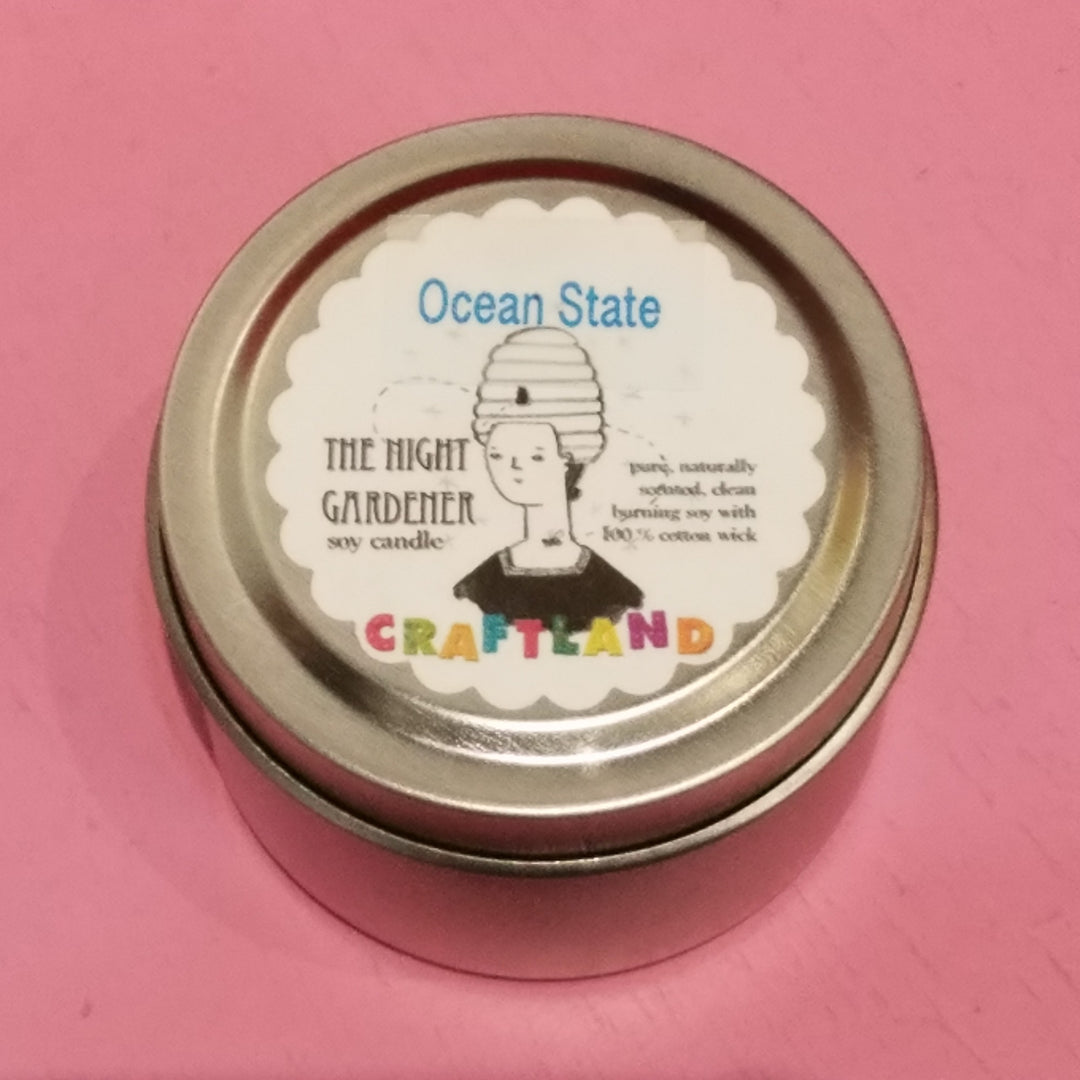 Ocean State
THE NIGHT
GARDENER
soy candle
pure, naturally
scented, clean
burning soy with
100 % cotton wick
CRAFTLAND